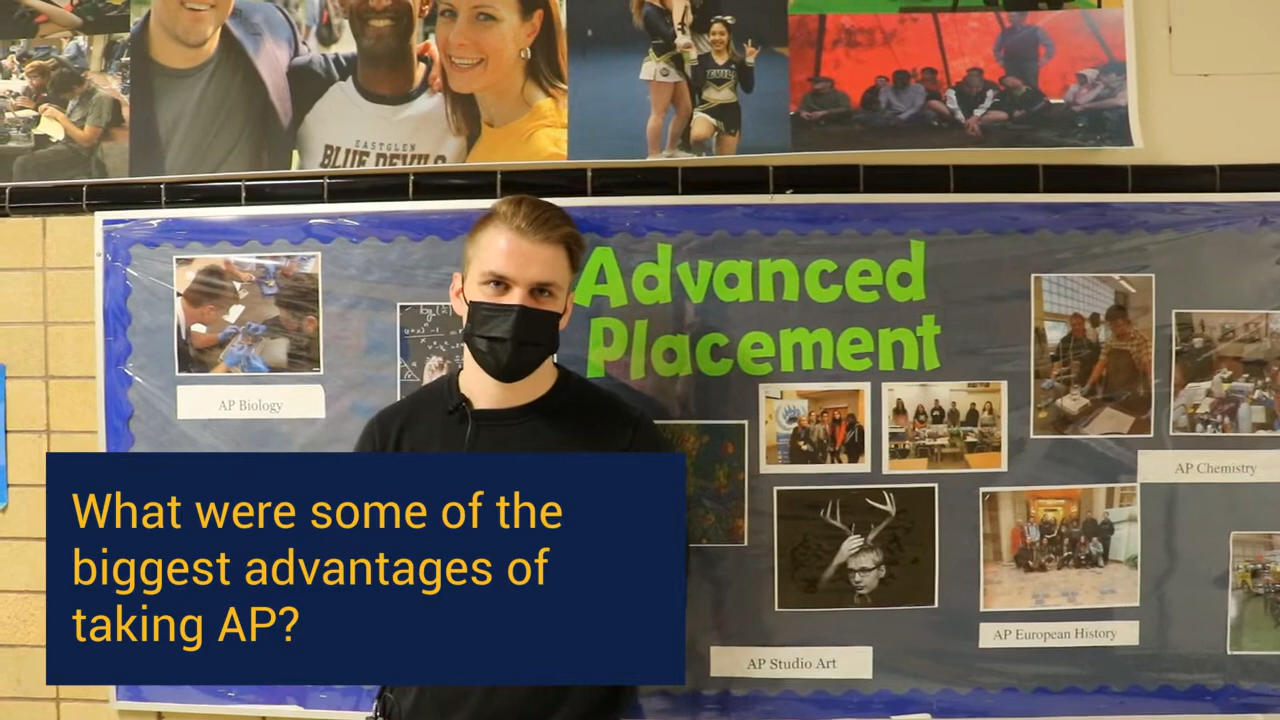 EASTGLEN
BLUE DEVILS
DEVILS
Advanced
Placement
AP Biology
AP Chemistry
What were some of the
biggest advantages of
taking AP?
AP European History
AP Studio Art